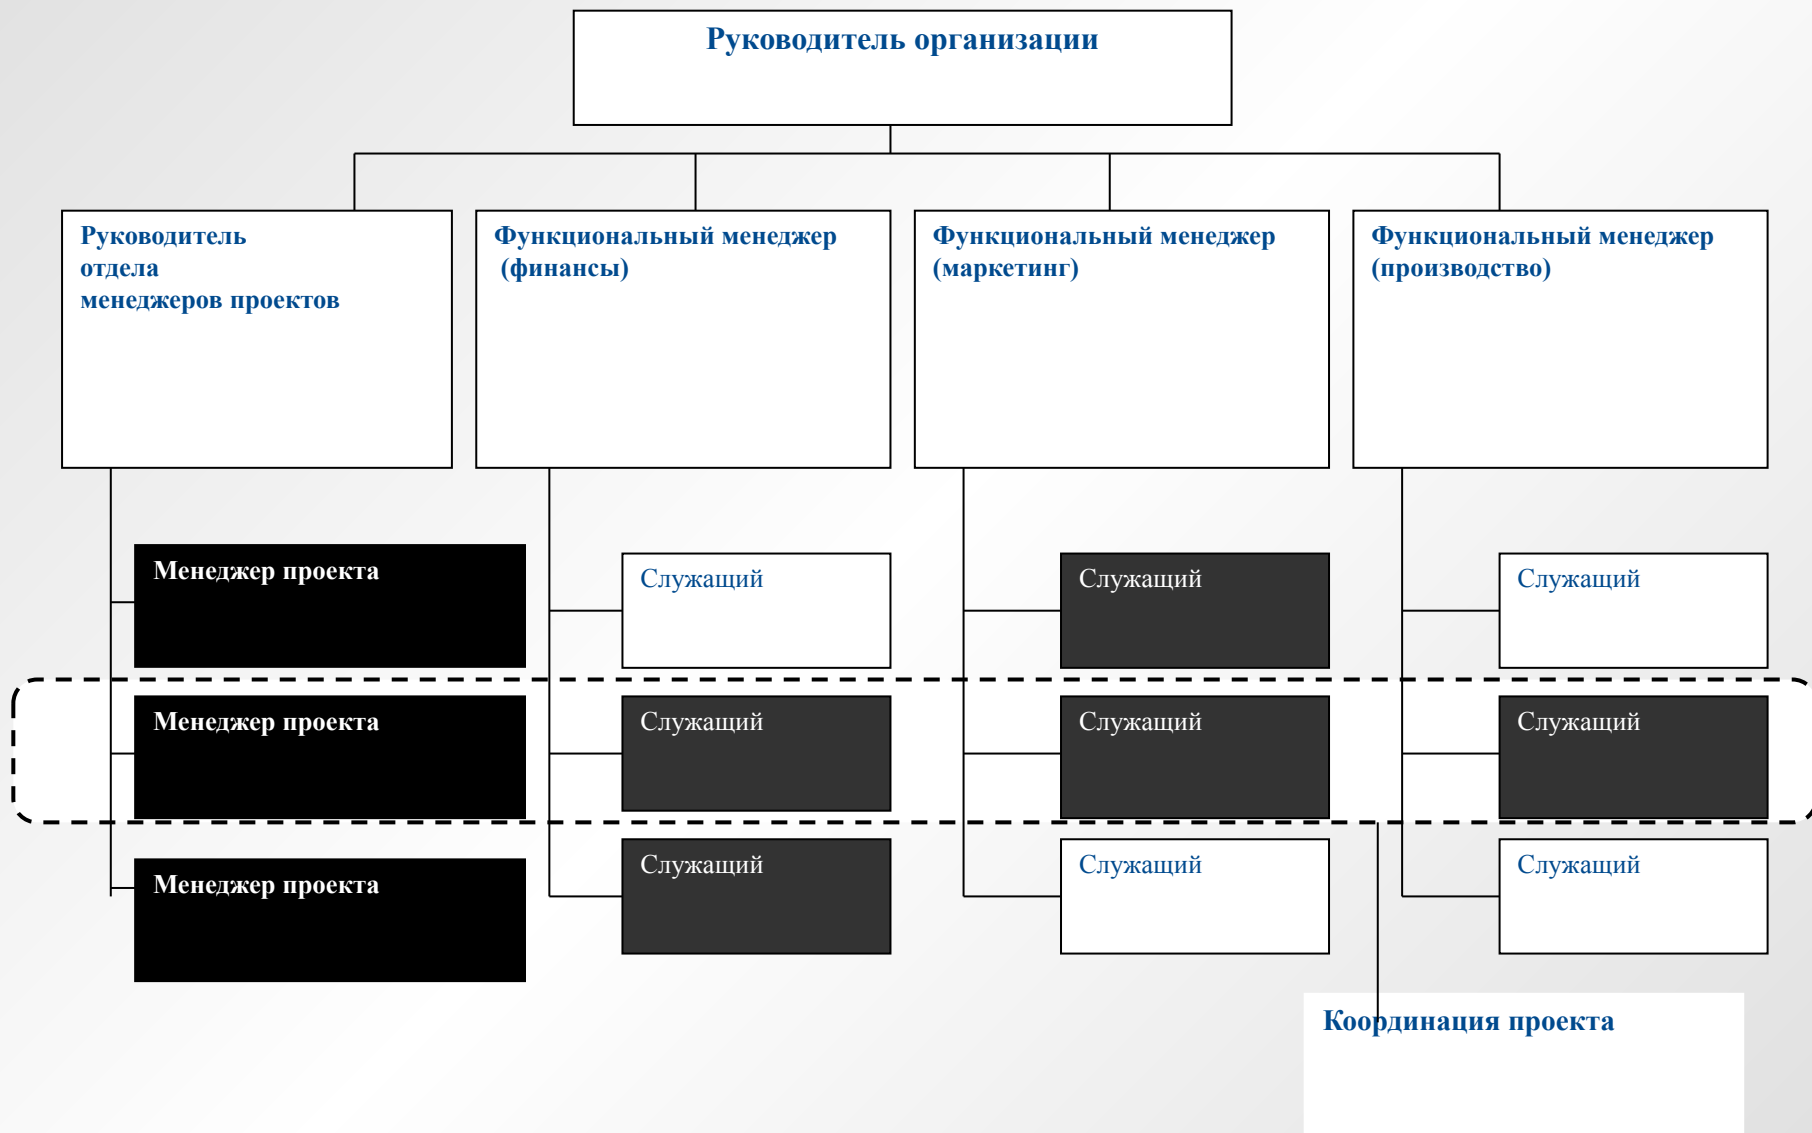 Руководитель организации
Руководитель
отдела
менеджеров проектов
Функциональный менеджер
(финансы)
Функциональный менеджер
(маркетинг)
Функциональный менеджер
(производство)
Менеджер проекта
Служащий
Служащий
Служащий
Менеджер проекта
Служащий
Служащий
Служащий
Менеджер проекта
Служащий
Служащий
Служащий
Координация проекта